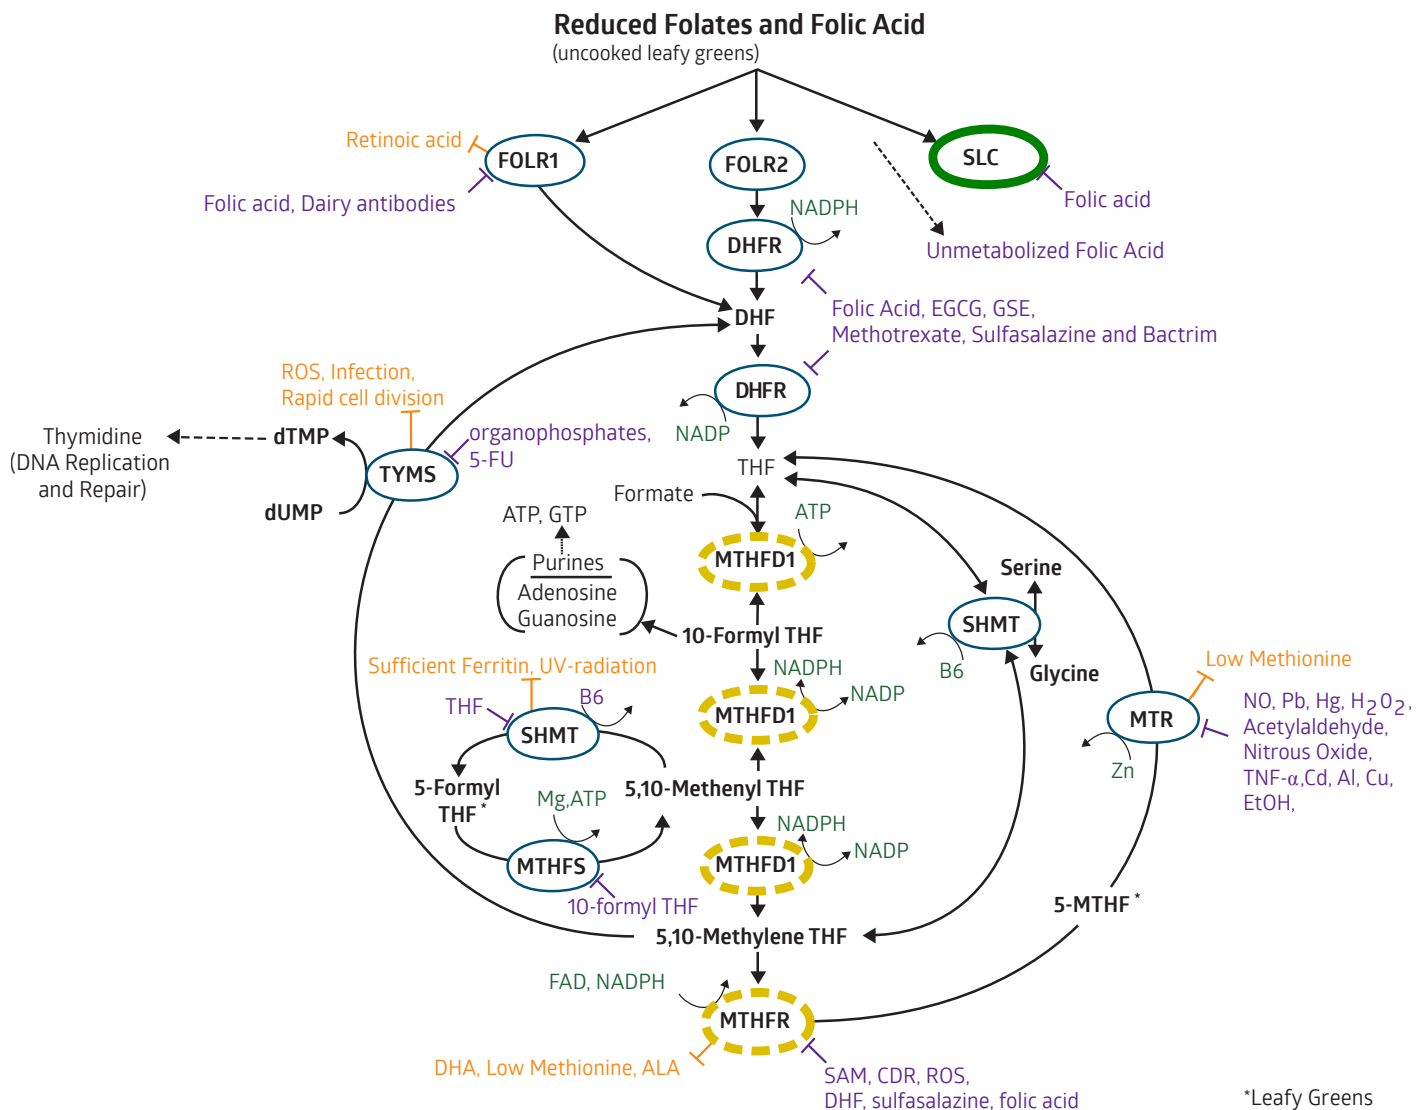 Reduced Folates and Folic Acid
(uncooked leafy greens)
Retinoic acid
FOLR1
FOLR2
SLC
Folic acid, Dairy antibodies
Folic acid
NADPH
DHFR
Unmetabolized Folic Acid
DHF
Folic Acid, EGCG, GSE,
Methotrexate, Sulfasalazine and Bactrim
ROS, Infection,
Rapid cell division
DHFR
NADP
Thymidine
(DNA Replication
and Repair)
dTMP
organophosphates,
5-FU
TYMS
dUMP
THF
Formate
ATP
ATP, GTP
MTHFD1
Purines
Adenosine
Guanosine
Serine
SHMT
B6
Glycine
10-Formyl THF
Sufficient Ferritin, UV-radiation
NADPH
NADP
MTHFD1
THF
B6
SHMT
Low Methionine
MTR
Zn
NO, Pb, Hg, H2O2,
Acetylaldehyde,
Nitrous Oxide,
TNF-α,Cd, Al, Cu,
EtOH,
5-Formyl
THF *
5,10-Methenyl THF
Mg,ATP
NADPH
NADP
MTHFD1
MTHFS
10-formyl THF
5-MTHF *
5,10-Methylene THF
FAD, NADPH
MTHFR
DHA, Low Methionine, ALA
SAM, CDR, ROS,
DHF, sulfasalazine, folic acid
*Leafy Greens